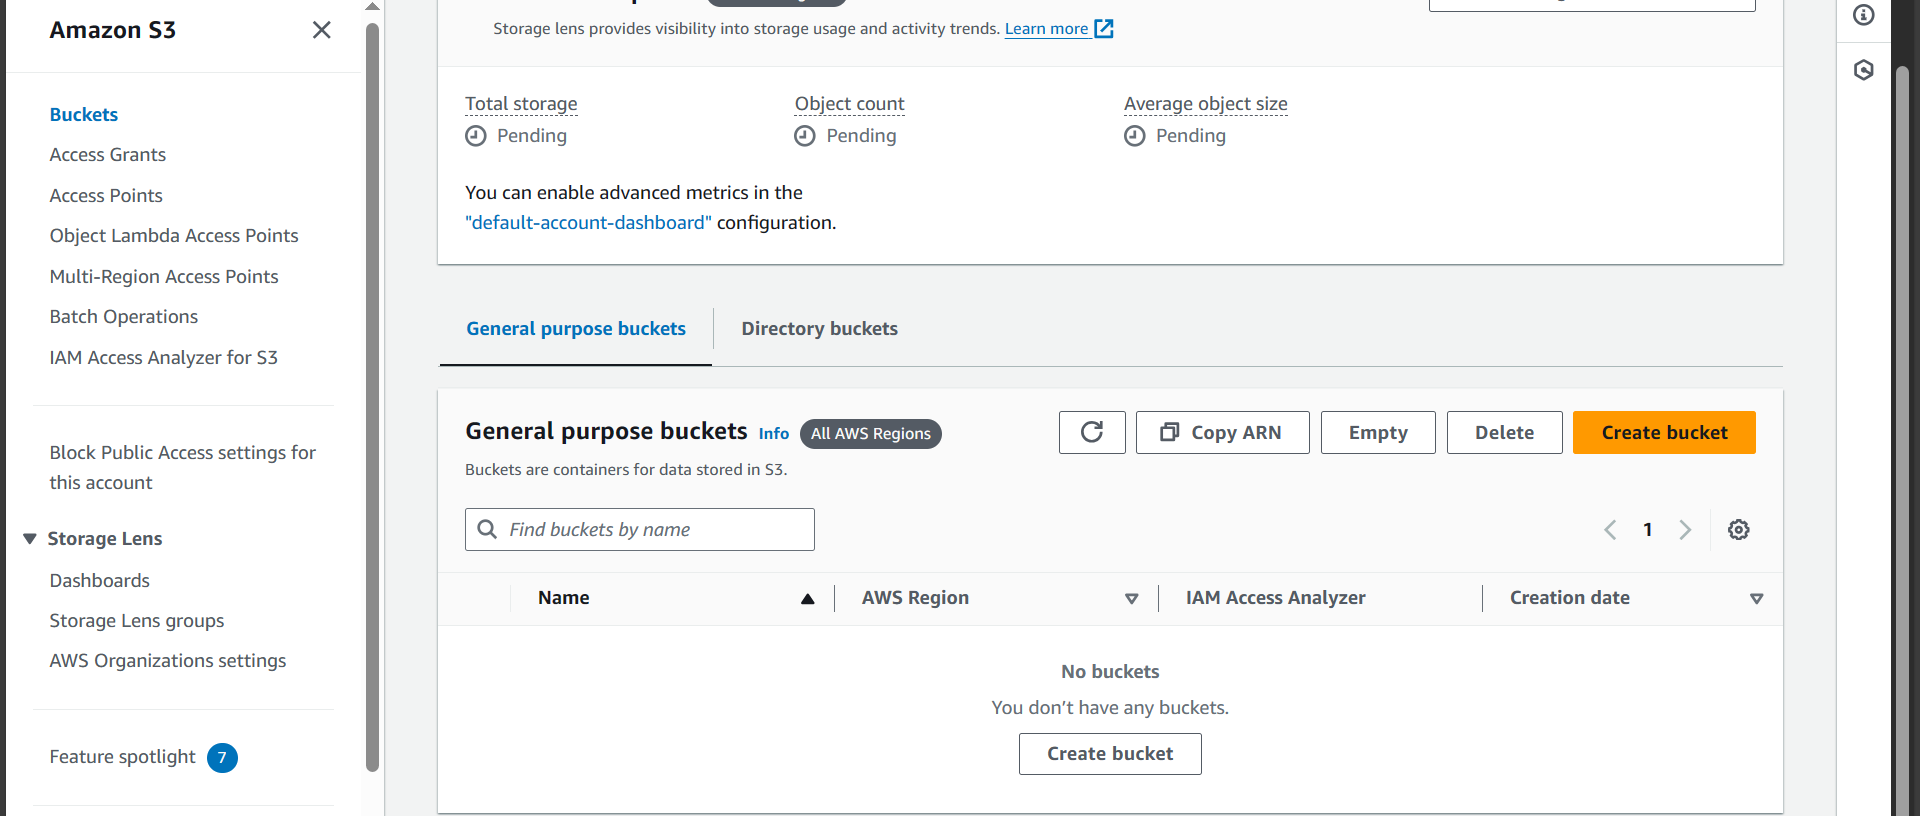 Amazon S3
Buckets
Access Grants
Access Points
Object Lambda Access Points
Multi-Region Access Points
Batch Operations
IAM Access Analyzer for S3
Block Public Access settings for
this account
Storage Lens
Dashboards
Storage Lens groups
AWS Organizations settings
Feature spotlight 7
Storage lens provides visibility into storage usage and activity trends. Learn more
Total storage
Pending
Object count
Pending
Average object size
Pending
You can enable advanced metrics in the
"default-account-dashboard" configuration.
General purpose buckets
Directory buckets
General purpose buckets Info All AWS Regions
Buckets are containers for data stored in S3.
Copy ARN
Empty
Delete
Create bucket
Find buckets by name
1
Name
AWS Region
IAM Access Analyzer
Creation date
No buckets
You don’t have any buckets.
Create bucket